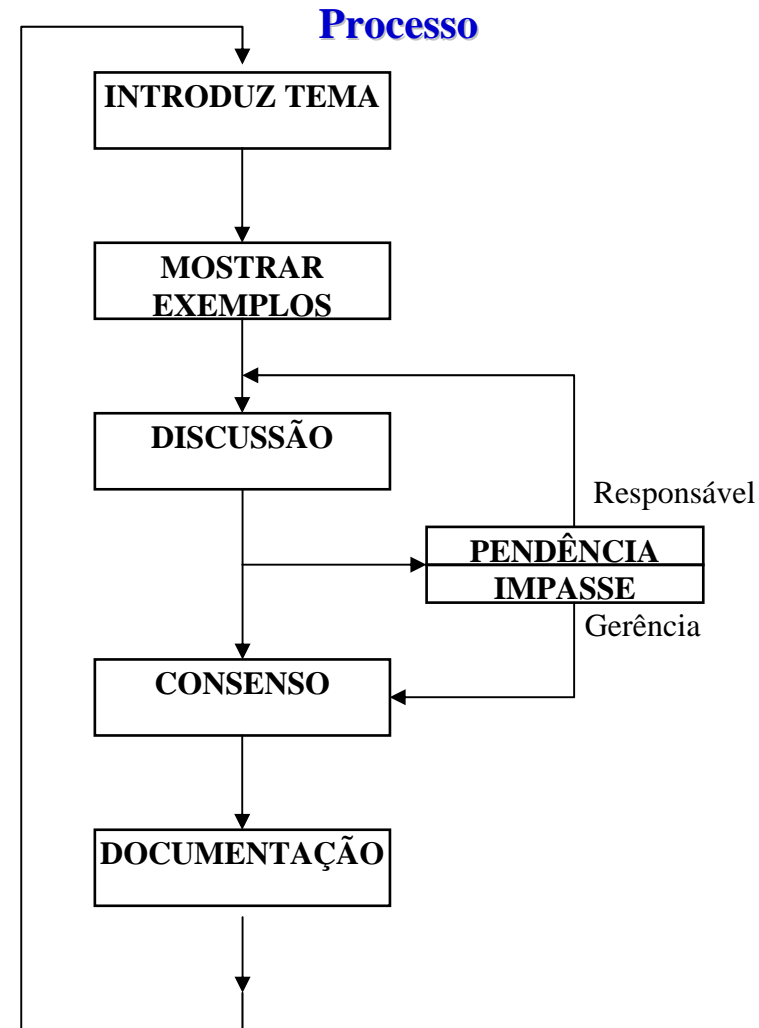 Processo
INTRODUZ TEMA
MOSTRAR
EXEMPLOS
DISCUSSÃO
Responsável
PENDÊNCIA
IMPASSE
Gerência
CONSENSO
DOCUMENTAÇÃO